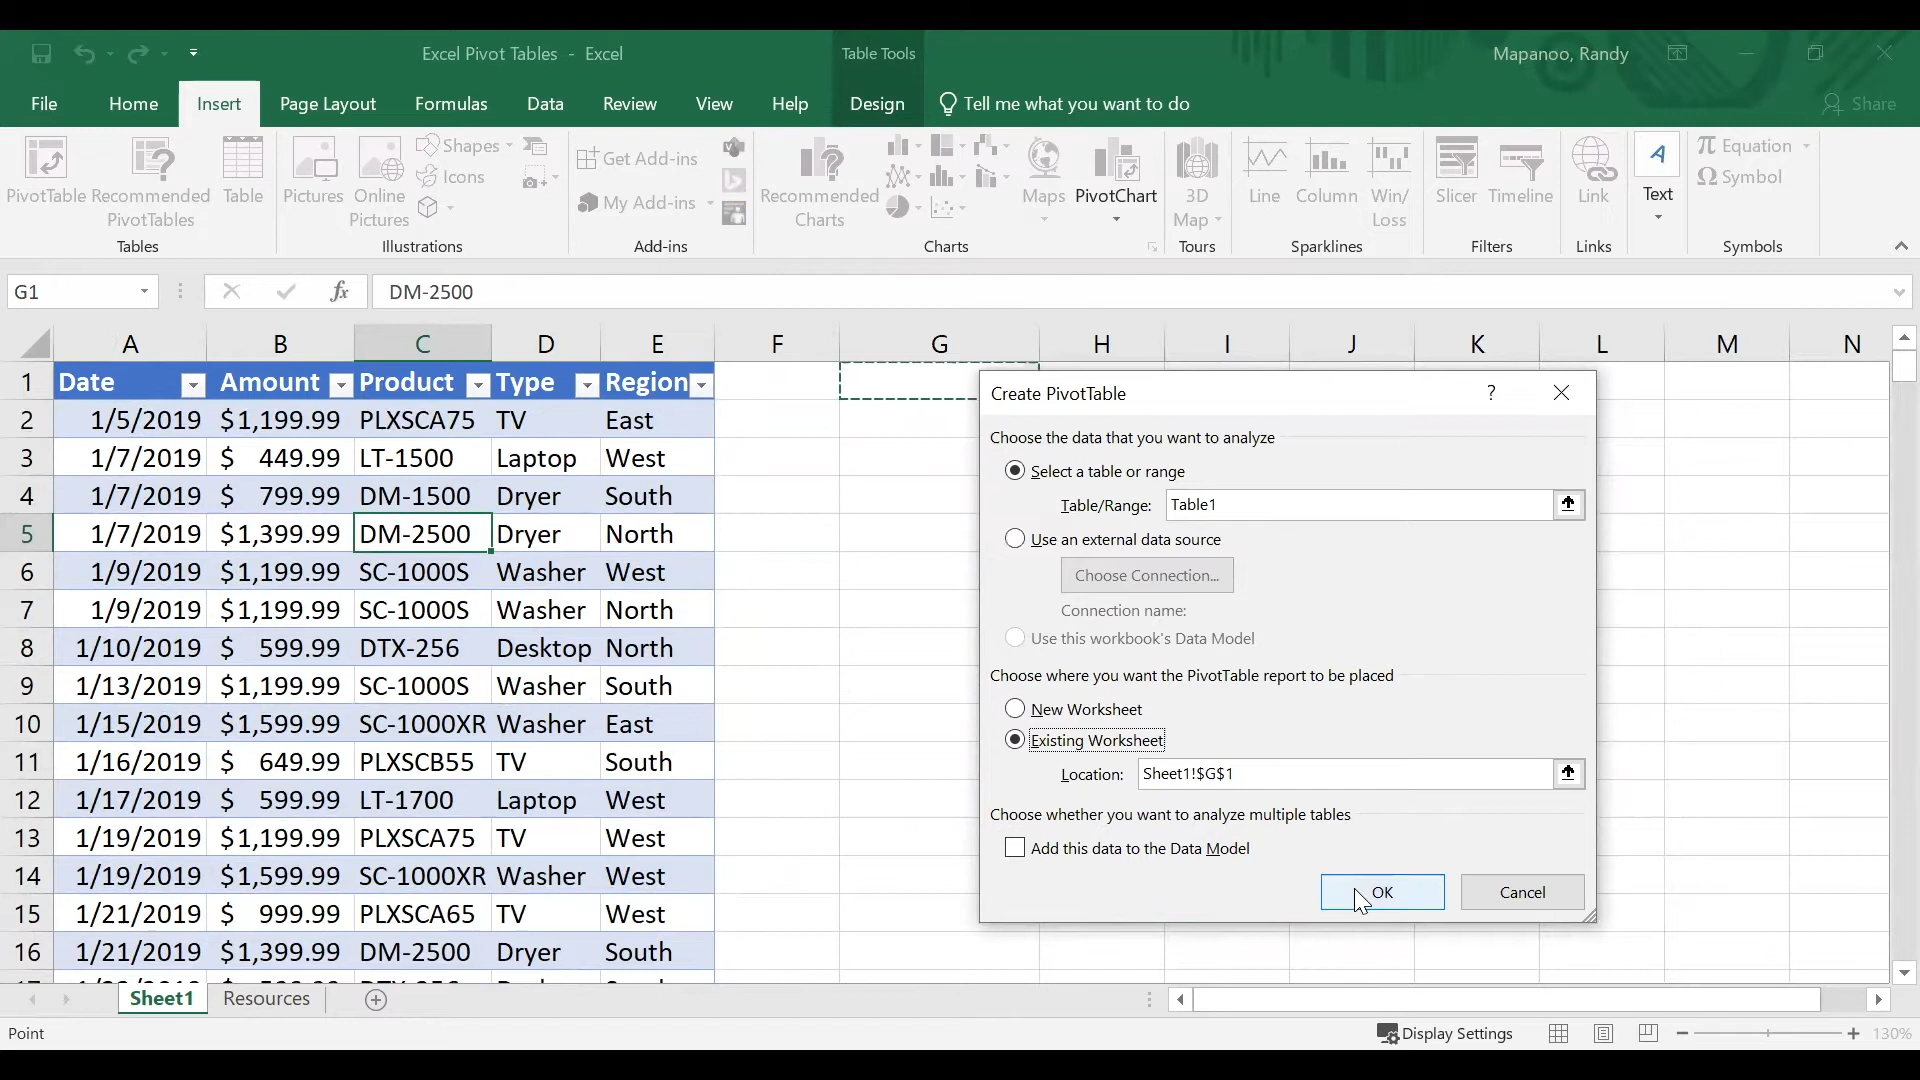 Excel Pivot Tables - Excel
Table Tools
Mapanoo, Randy
File Home Insert Page Layout Formulas Data Review View Help Design Tell me what you want to do Share
PivotTable
Recommended
PivotTables
Table
Tables
Pictures
Online
Pictures
Shapes
Icons
Illustrations
Get Add-ins
My Add-ins
Add-ins
Recommended
Charts
Maps
PivotChart
Charts
3D
Map
Tours
Line
Column
Win/
Loss
Sparklines
Slicer
Timeline
Filters
Link
Links
Text
Equation
Symbol
Symbols
G1 fx DM-2500
A B C D E F G H I J K L M N
1 Date Amount Product Type Region
2 1/5/2019 $1,199.99 PLXSCA75 TV East
3 1/7/2019 $ 449.99 LT-1500 Laptop West
4 1/7/2019 $ 799.99 DM-1500 Dryer South
5 1/7/2019 $1,399.99 DM-2500 Dryer North
6 1/9/2019 $1,199.99 SC-1000S Washer West
7 1/9/2019 $1,199.99 SC-1000S Washer North
8 1/10/2019 $ 599.99 DTX-256 Desktop North
9 1/13/2019 $1,199.99 SC-1000S Washer South
10 1/15/2019 $1,599.99 SC-1000XR Washer East
11 1/16/2019 $ 649.99 PLXSCB55 TV South
12 1/17/2019 $ 599.99 LT-1700 Laptop West
13 1/19/2019 $1,199.99 PLXSCA75 TV West
14 1/19/2019 $1,599.99 SC-1000XR Washer West
15 1/21/2019 $ 999.99 PLXSCA65 TV West
16 1/21/2019 $1,399.99 DM-2500 Dryer South
Create PivotTable ?
Choose the data that you want to analyze
Select a table or range
Table/Range: Table1
Use an external data source
Choose Connection...
Connection name:
Use this workbook's Data Model
Choose where you want the PivotTable report to be placed
New Worksheet
Existing Worksheet
Location: Sheet1!$G$1
Choose whether you want to analyze multiple tables
Add this data to the Data Model
OK Cancel
Sheet1 Resources
Point Display Settings 130%